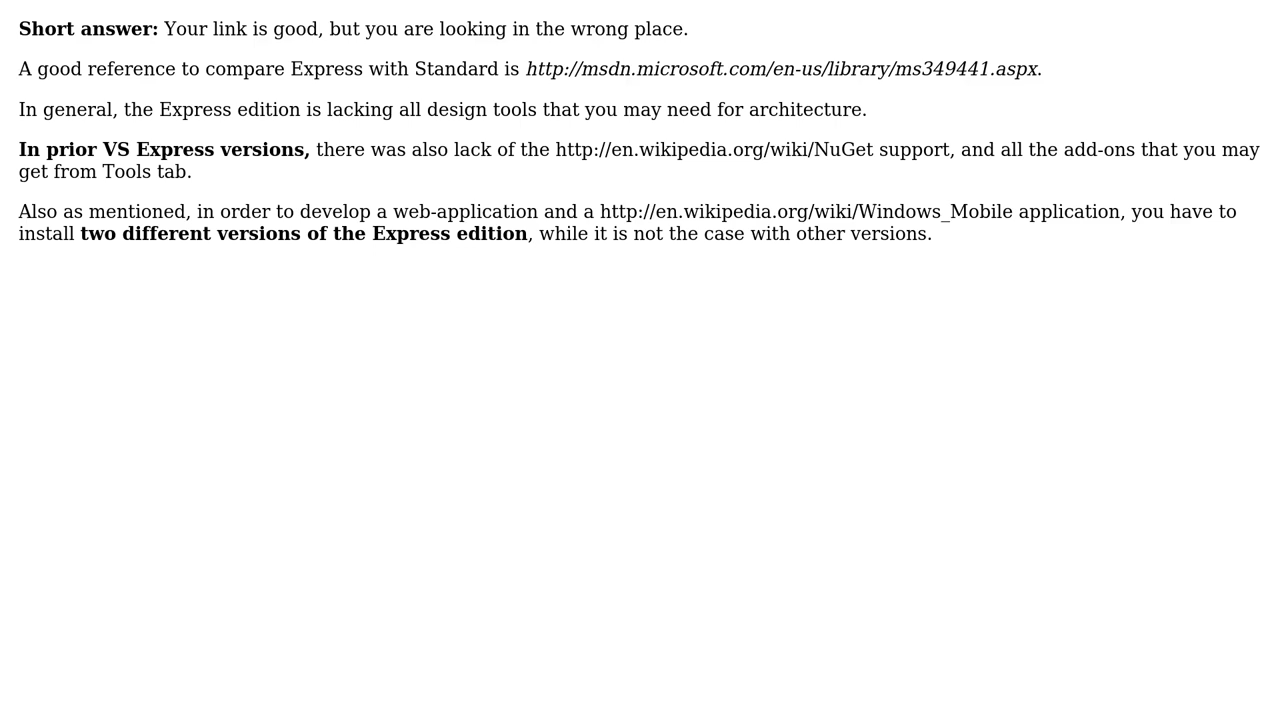 Short answer: Your link is good, but you are looking in the wrong place.
A good reference to compare Express with Standard is http://msdn.microsoft.com/en-us/library/ms349441.aspx.
In general, the Express edition is lacking all design tools that you may need for architecture.
In prior VS Express versions, there was also lack of the http://en.wikipedia.org/wiki/NuGet support, and all the add-ons that you may
get from Tools tab.
Also as mentioned, in order to develop a web-application and a http://en.wikipedia.org/wiki/Windows_Mobile application, you have to
install two different versions of the Express edition, while it is not the case with other versions.